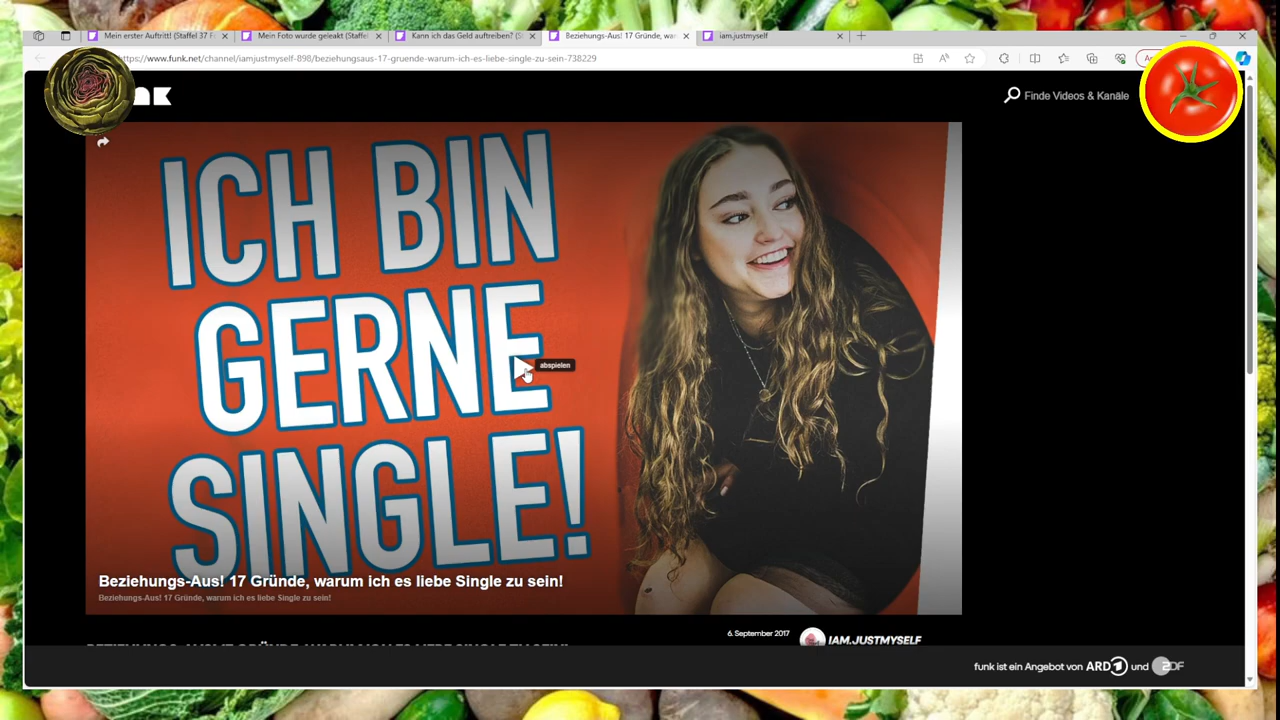 Mein erster Auftritt! (Staffel 37 F
Mein Foto wurde geleakt (Staffel
Kann ich das Geld auftreiben? (S
Beziehungs-Aus! 17 Gründe, war
iam.justmyself
https://www.funk.net/channel/iamjustmyself-898/beziehungsaus-17-gruende-warum-ich-es-liebe-single-zu-sein-738229
Finde Videos & Kanäle
ICH BIN
GERNE
SINGLE!
abspielen
Beziehungs-Aus! 17 Gründe, warum ich es liebe Single zu sein!
Beziehungs-Aus! 17 Gründe, warum ich es liebe Single zu sein!
6. September 2017
IAM.JUSTMYSELF
funk ist ein Angebot von ARD 1 und ZDF